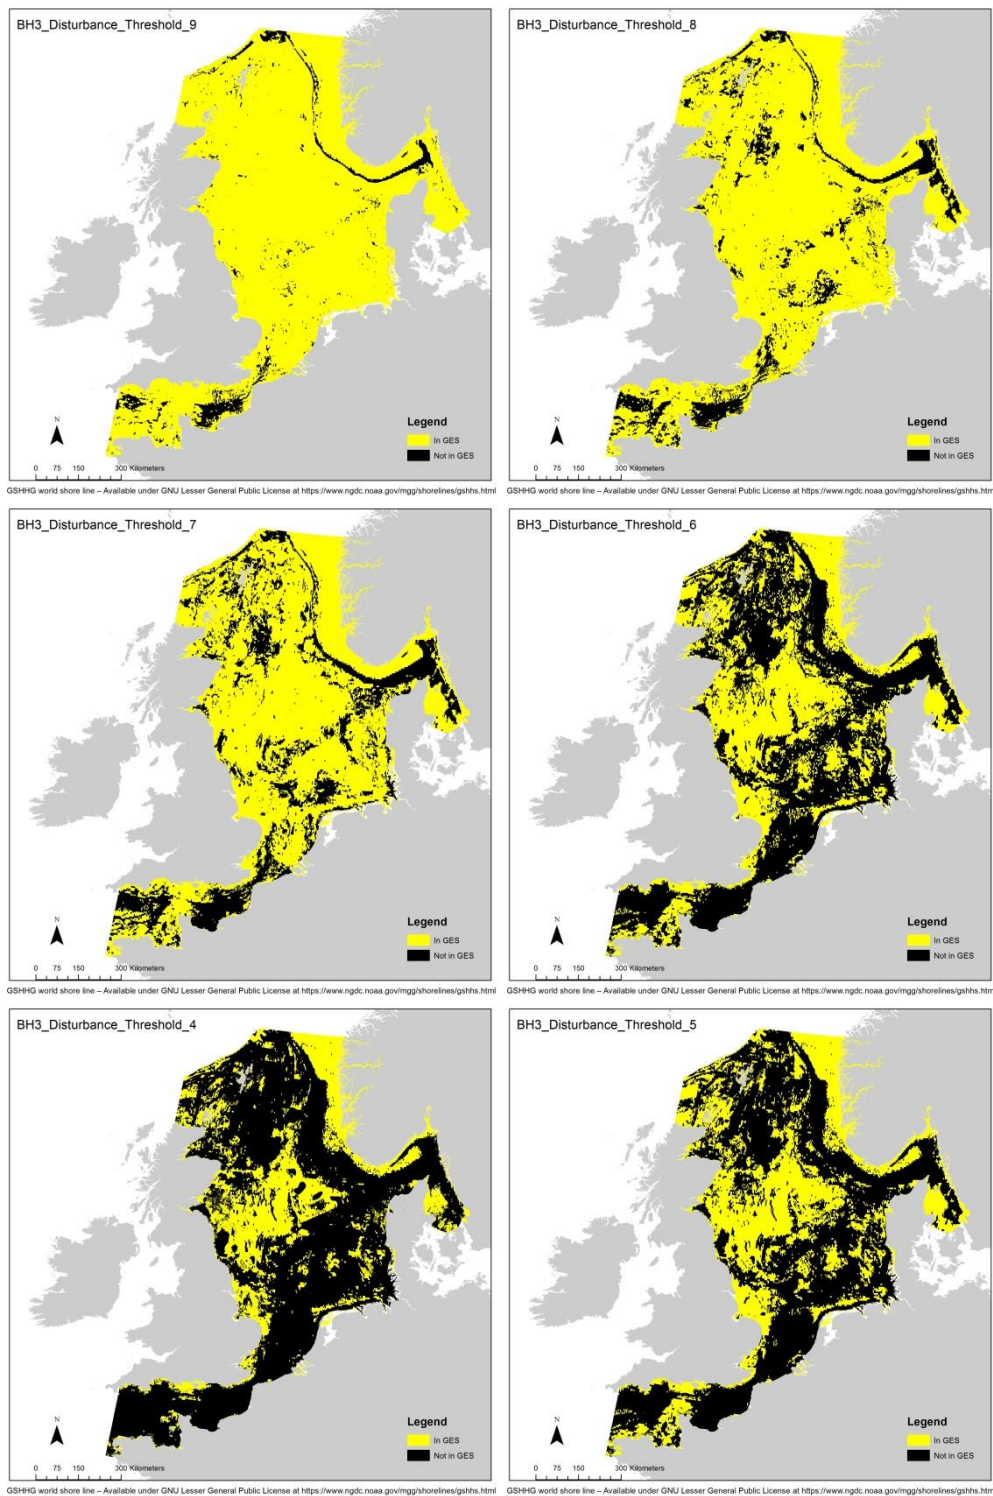 BH3_Disturbance_Threshold_9
N
0 75 150 300 Kilometers
Legend
In GES
Not in GES
GSHHG world shore line – Available under GNU Lesser General Public License at https://www.ngdc.noaa.gov/mgg/shorelines/gshhs.html
BH3_Disturbance_Threshold_8
N
0 75 150 300 Kilometers
Legend
In GES
Not in GES
GSHHG world shore line – Available under GNU Lesser General Public License at https://www.ngdc.noaa.gov/mgg/shorelines/gshhs.html
BH3_Disturbance_Threshold_7
N
0 75 150 300 Kilometers
Legend
In GES
Not in GES
GSHHG world shore line – Available under GNU Lesser General Public License at https://www.ngdc.noaa.gov/mgg/shorelines/gshhs.html
BH3_Disturbance_Threshold_6
N
0 75 150 300 Kilometers
Legend
In GES
Not in GES
GSHHG world shore line – Available under GNU Lesser General Public License at https://www.ngdc.noaa.gov/mgg/shorelines/gshhs.htm
BH3_Disturbance_Threshold_4
N
0 75 150 300 Kilometers
Legend
In GES
Not in GES
GSHHG world shore line – Available under GNU Lesser General Public License at https://www.ngdc.noaa.gov/mgg/shorelines/gshhs.html
BH3_Disturbance_Threshold_5
N
0 75 150 300 Kilometers
Legend
In GES
Not in GES
GSHHG world shore line – Available under GNU Lesser General Public License at https://www.ngdc.noaa.gov/mgg/shorelines/gshhs.htm